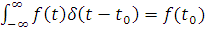 ∫_{-∞}^{∞} f(t)δ(t − t₀) = f(t₀)